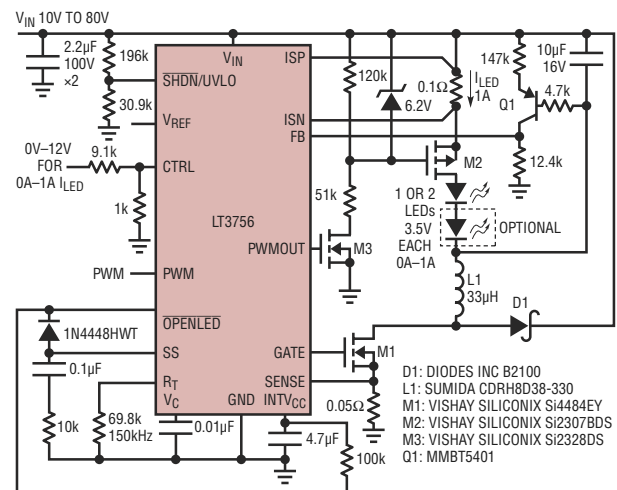 VIN 10V TO 80V
2.2µF
100V
×2
196k
30.9k
VIN
SHDN/UVLO
VREF
0V–12V
FOR
0A–1A ILED
9.1k
1k
CTRL
LT3756
PWM
PWM
OPENLED
1N4448HWT
SS
0.1µF
10k
RT
69.8k
150kHz
VC
0.01µF
GND
INTVCC
4.7µF
100k
ISP
ISN
FB
PWMOUT
GATE
SENSE
120k
6.2V
0.1Ω
ILED
1A
51k
M3
M2
1 OR 2
LEDs
3.5V
EACH
0A–1A
OPTIONAL
147k
10µF
16V
Q1
4.7k
12.4k
L1
33µH
D1
M1
0.05Ω
D1: DIODES INC B2100
L1: SUMIDA CDRH8D38-330
M1: VISHAY SILICONIX Si4484EY
M2: VISHAY SILICONIX Si2307BDS
M3: VISHAY SILICONIX Si2328DS
Q1: MMBT5401